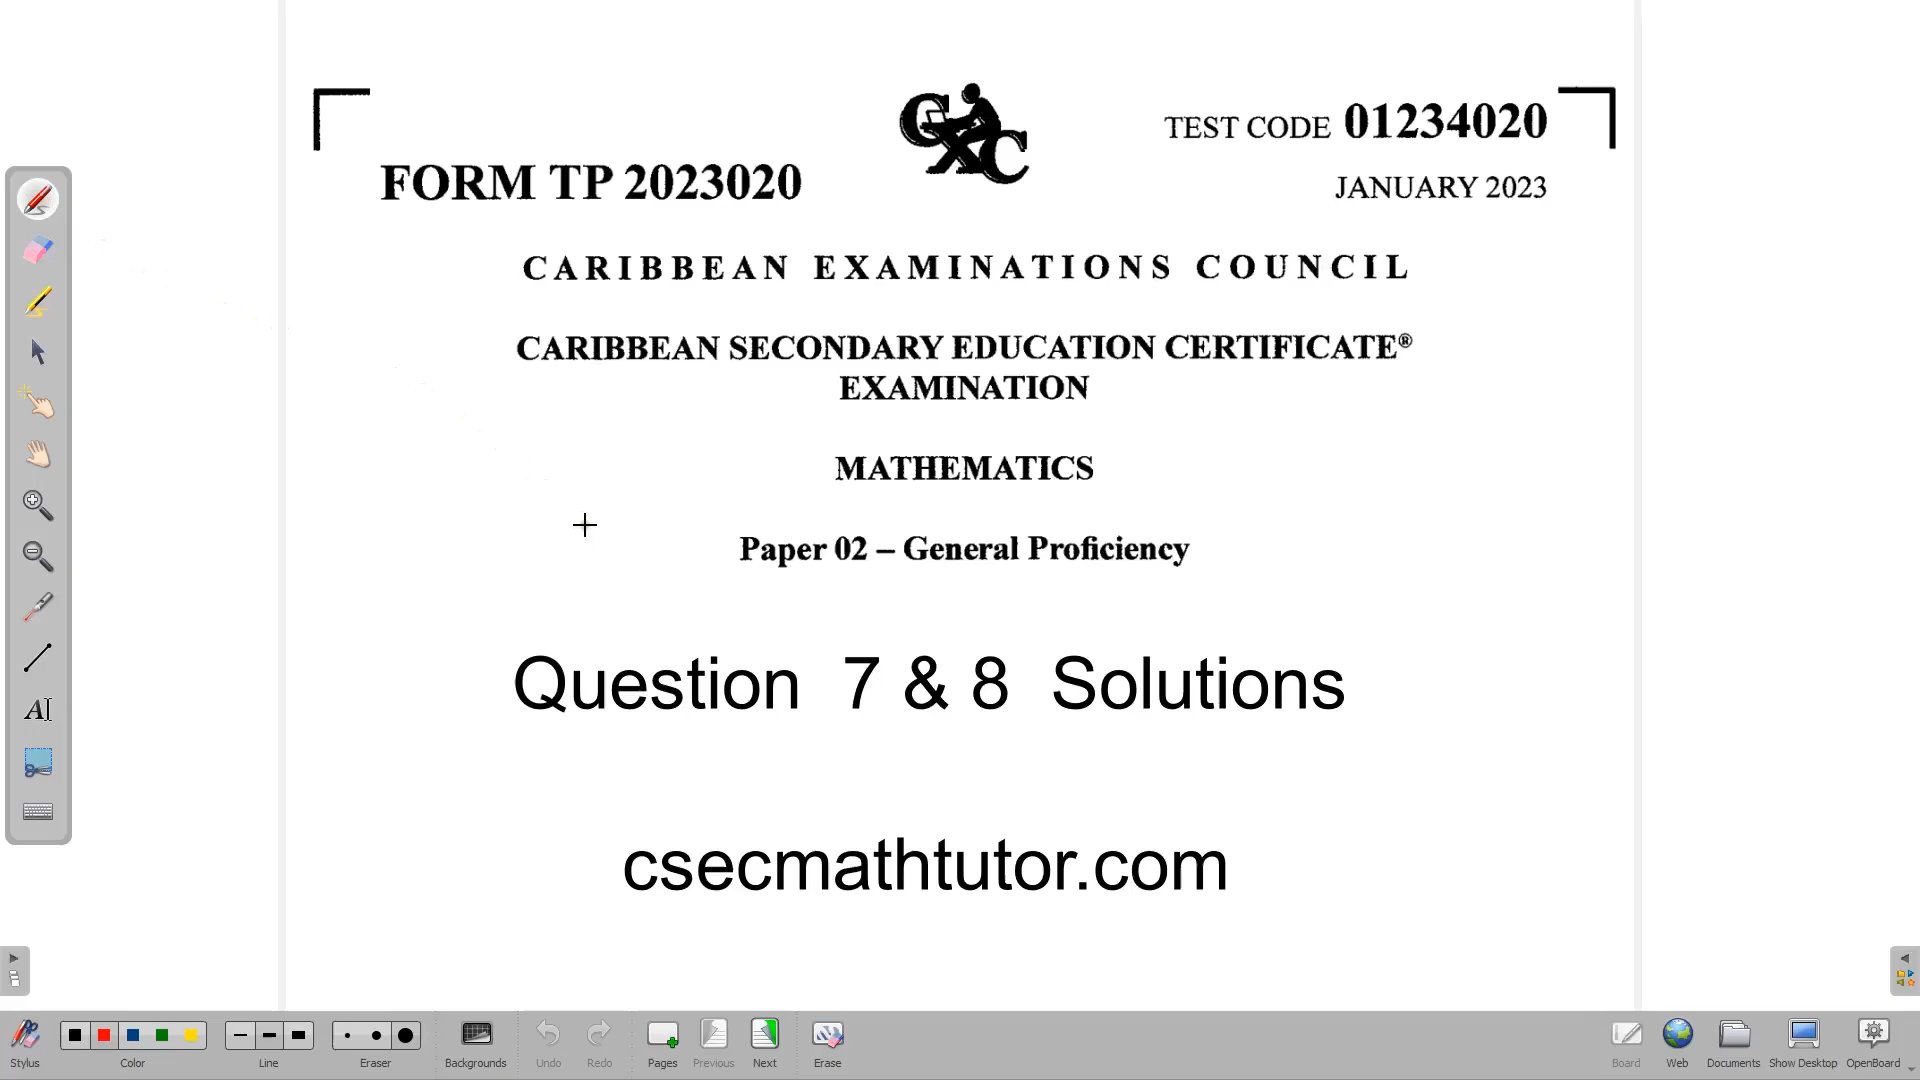 CXC
TEST CODE 01234020
FORM TP 2023020
JANUARY 2023
CARIBBEAN EXAMINATIONS COUNCIL
CARIBBEAN SECONDARY EDUCATION CERTIFICATE®
EXAMINATION
MATHEMATICS
Paper 02 – General Proficiency
Question 7 & 8 Solutions
csecmathtutor.com
Stylus Color Line Eraser Backgrounds Undo Redo Pages Previous Next Erase Board Web Documents Show Desktop OpenBoard